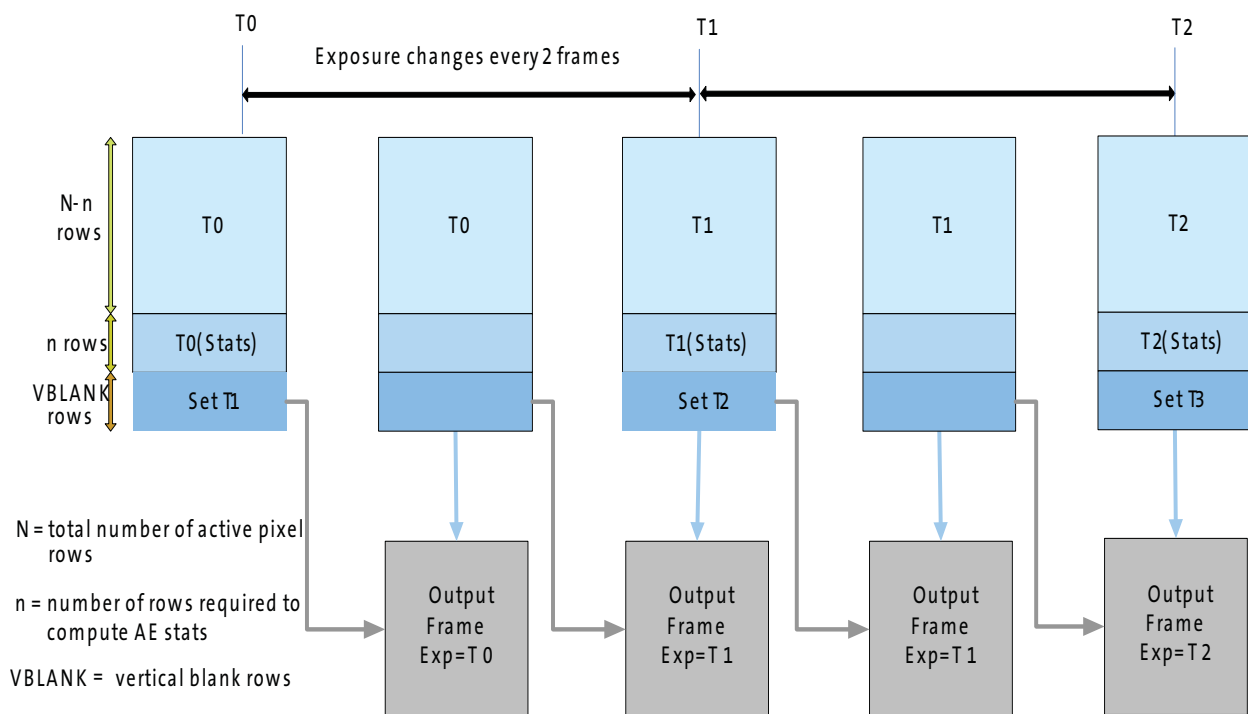 T0
T1
T2
Exposure changes every 2 frames
N-n
rows
T0
T0
T1
T1
T2
n rows
T0(Stats)
T1(Stats)
T2(Stats)
VBLANK
rows
Set T1
Set T2
Set T3
N = total number of active pixel
rows
n = number of rows required to
compute AE stats
VBLANK = vertical blank rows
Output
Frame
Exp=T0
Output
Frame
Exp=T1
Output
Frame
Exp=T1
Output
Frame
Exp=T2